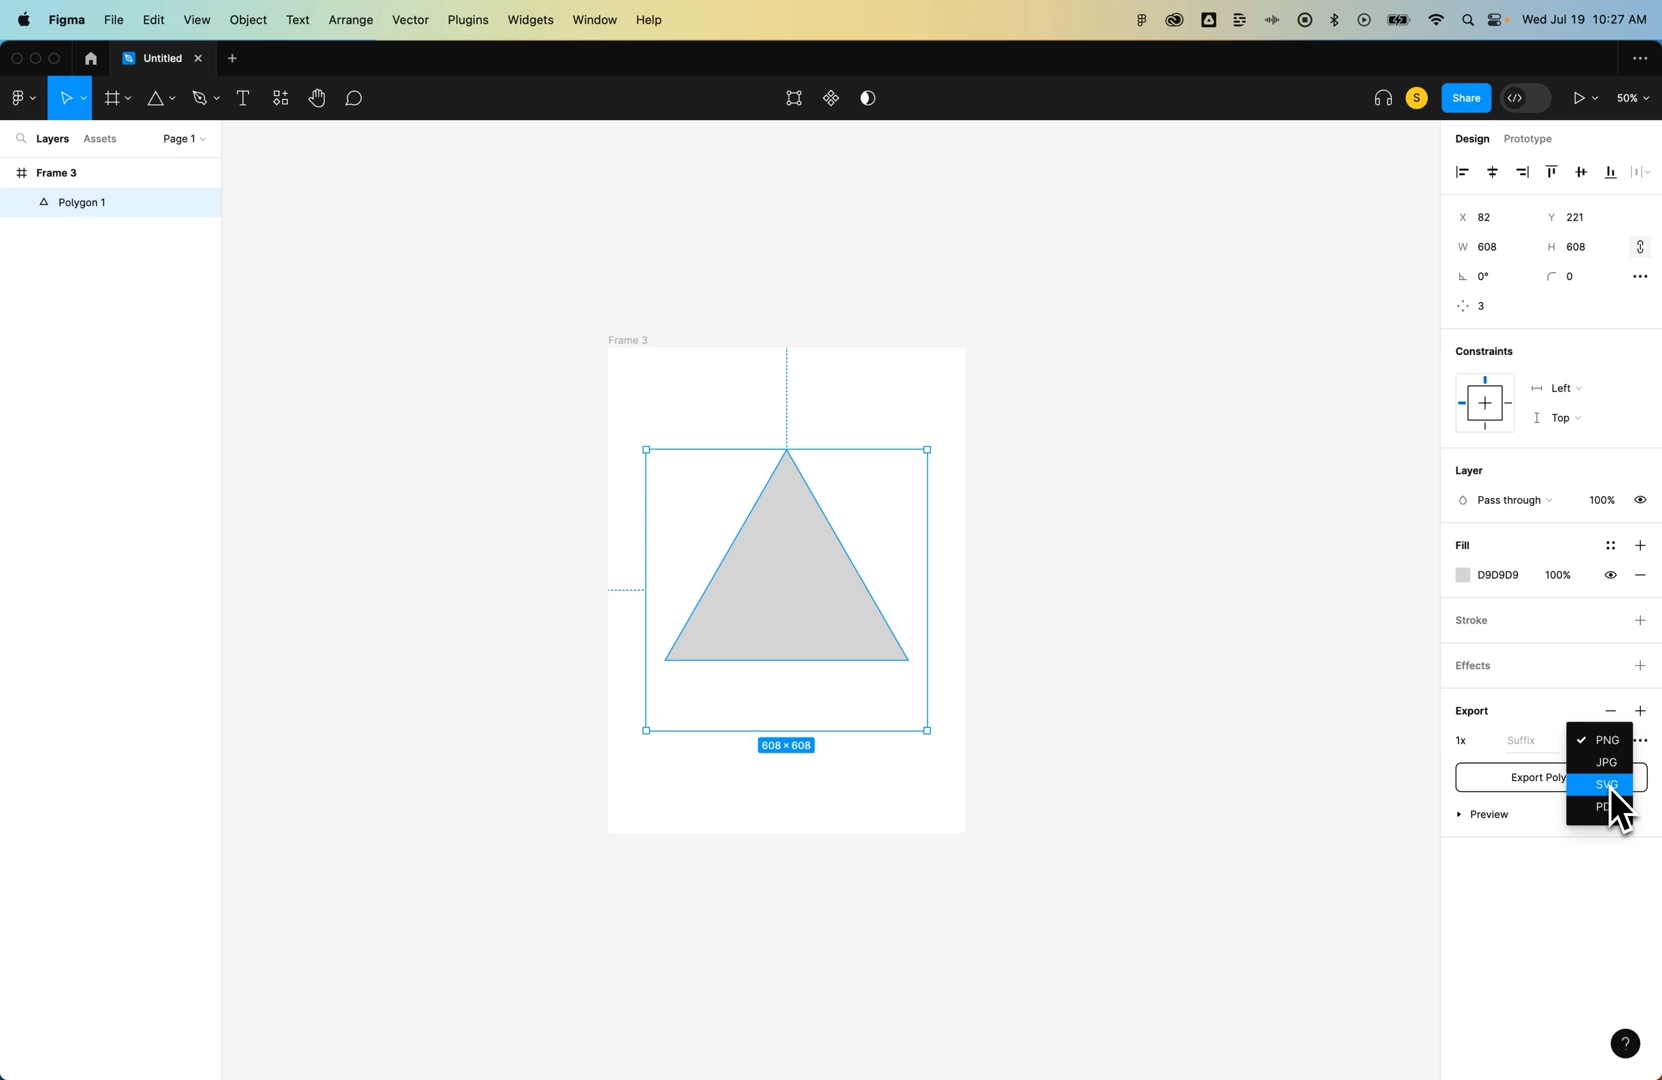 Figma File Edit View Object Text Arrange Vector Plugins Widgets Window Help Wed Jul 19 10:27 AM
Untitled
S Share 50%
Layers Assets Page 1
Design Prototype
Frame 3
Polygon 1
X 82 Y 221
W 608 H 608
0° 0
3
Constraints
Left
Top
Layer
Pass through 100%
Fill
D9D9D9 100%
Stroke
Effects
Export
1x Suffix PNG
JPG
Export Poly
SVG
Preview
Frame 3
608 × 608
?